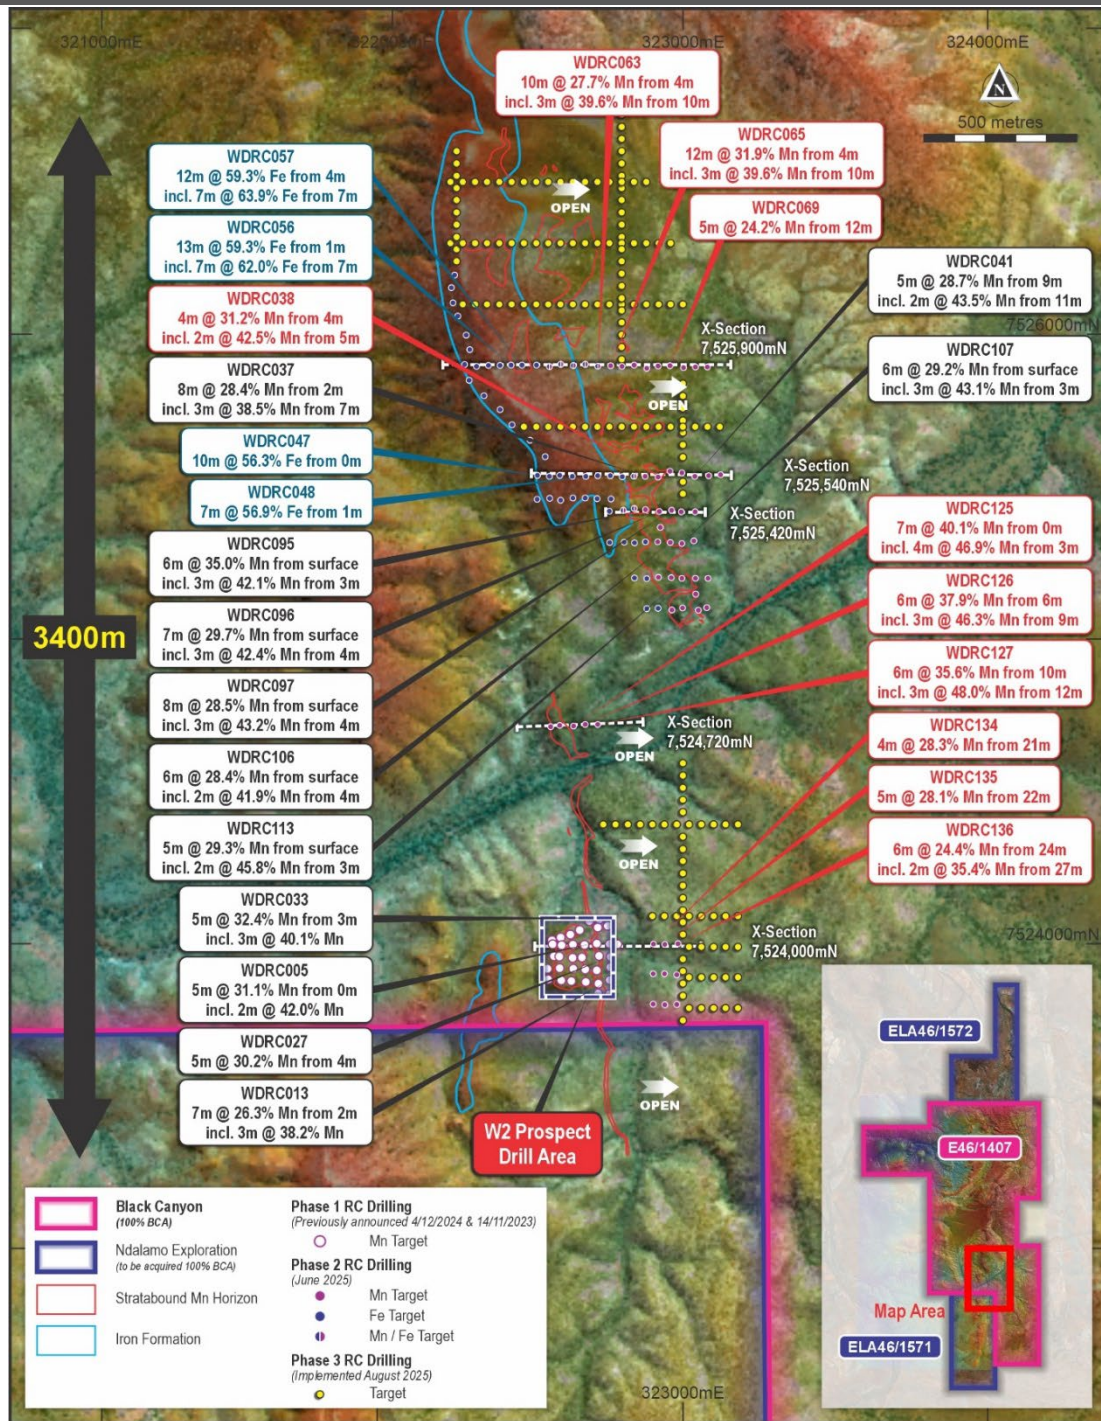 321000mE
323000mE
324000mE
N
500 metres
WDRC063
10m @ 27.7% Mn from 4m
incl. 3m @ 39.6% Mn from 10m
WDRC065
12m @ 31.9% Mn from 4m
incl. 3m @ 39.6% Mn from 10m
WDRC069
5m @ 24.2% Mn from 12m
WDRC057
12m @ 59.3% Fe from 4m
incl. 7m @ 63.9% Fe from 7m
WDRC056
13m @ 59.3% Fe from 1m
incl. 7m @ 62.0% Fe from 7m
WDRC038
4m @ 31.2% Mn from 4m
incl. 2m @ 42.5% Mn from 5m
WDRC037
8m @ 28.4% Mn from 2m
incl. 3m @ 38.5% Mn from 7m
WDRC047
10m @ 56.3% Fe from 0m
WDRC048
7m @ 56.9% Fe from 1m
WDRC095
6m @ 35.0% Mn from surface
incl. 3m @ 42.1% Mn from 3m
WDRC096
7m @ 29.7% Mn from surface
incl. 3m @ 42.4% Mn from 4m
WDRC097
8m @ 28.5% Mn from surface
incl. 3m @ 43.2% Mn from 4m
WDRC106
6m @ 28.4% Mn from surface
incl. 2m @ 41.9% Mn from 4m
WDRC113
5m @ 29.3% Mn from surface
incl. 2m @ 45.8% Mn from 3m
WDRC033
5m @ 32.4% Mn from 3m
incl. 3m @ 40.1% Mn
WDRC005
5m @ 31.1% Mn from 0m
incl. 2m @ 42.0% Mn
WDRC027
5m @ 30.2% Mn from 4m
WDRC013
7m @ 26.3% Mn from 2m
incl. 3m @ 38.2% Mn
3400m
OPEN
OPEN
OPEN
OPEN
OPEN
WDRC041
5m @ 28.7% Mn from 9m
incl. 2m @ 43.5% Mn from 11m
7526000mN
WDRC107
6m @ 29.2% Mn from surface
incl. 3m @ 43.1% Mn from 3m
X-Section
7,525,900mN
X-Section
7,525,540mN
X-Section
7,525,420mN
WDRC125
7m @ 40.1% Mn from 0m
incl. 4m @ 46.9% Mn from 3m
WDRC126
6m @ 37.9% Mn from 6m
incl. 3m @ 46.3% Mn from 9m
WDRC127
6m @ 35.6% Mn from 10m
incl. 3m @ 48.0% Mn from 12m
X-Section
7,524,720mN
WDRC134
4m @ 28.3% Mn from 21m
WDRC135
5m @ 28.1% Mn from 22m
WDRC136
6m @ 24.4% Mn from 24m
incl. 2m @ 35.4% Mn from 27m
X-Section
7,524,000mN
7524000mN
W2 Prospect
Drill Area
ELA46/1572
E46/1407
Map Area
ELA46/1571
323000mE
Black Canyon
(100% BCA)
Ndalamo Exploration
(to be acquired 100% BCA)
Stratabound Mn Horizon
Iron Formation
Phase 1 RC Drilling
(Previously announced 4/12/2024 & 14/11/2023)
Mn Target
Phase 2 RC Drilling
(June 2025)
Mn Target
Fe Target
Mn / Fe Target
Phase 3 RC Drilling
(Implemented August 2025)
Target